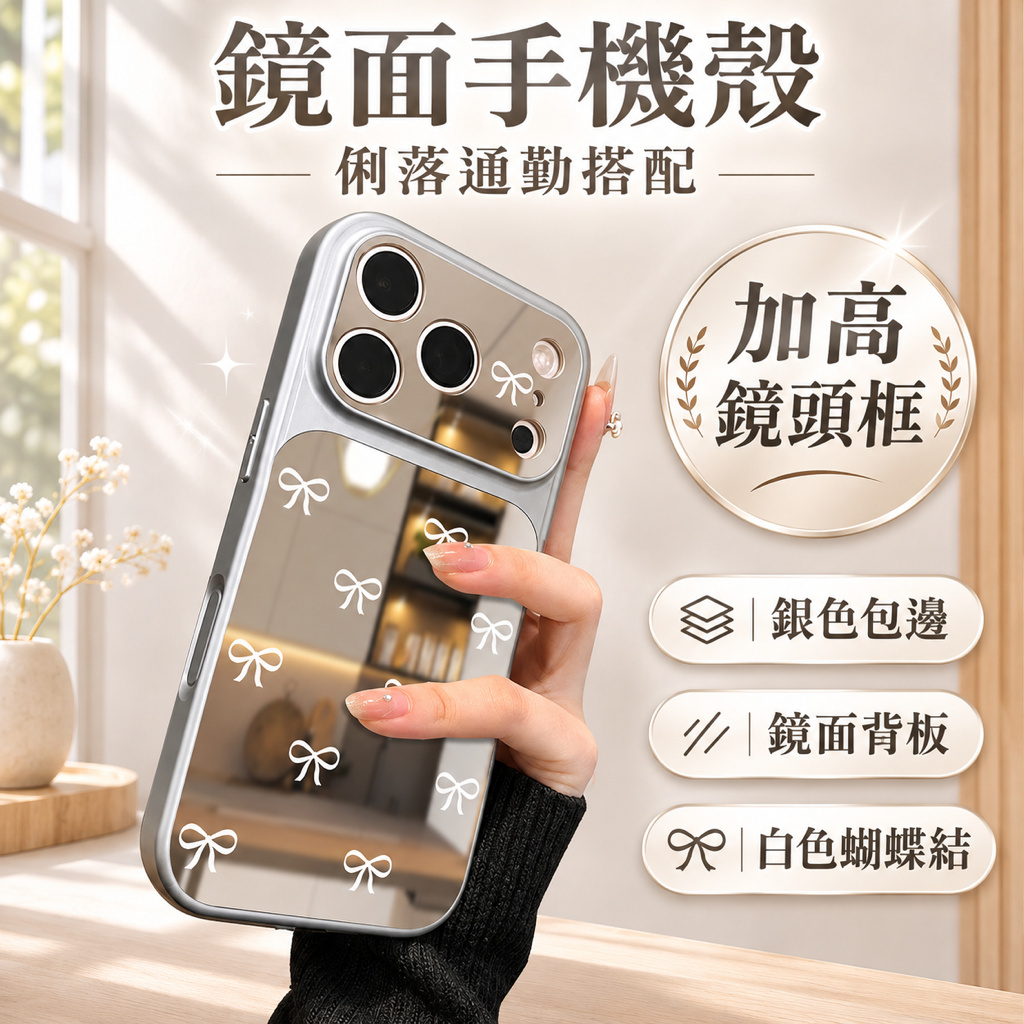 鏡面手機殼
俐落通勤搭配
加高
鏡頭框
銀色包邊
鏡面背板
白色蝴蝶結